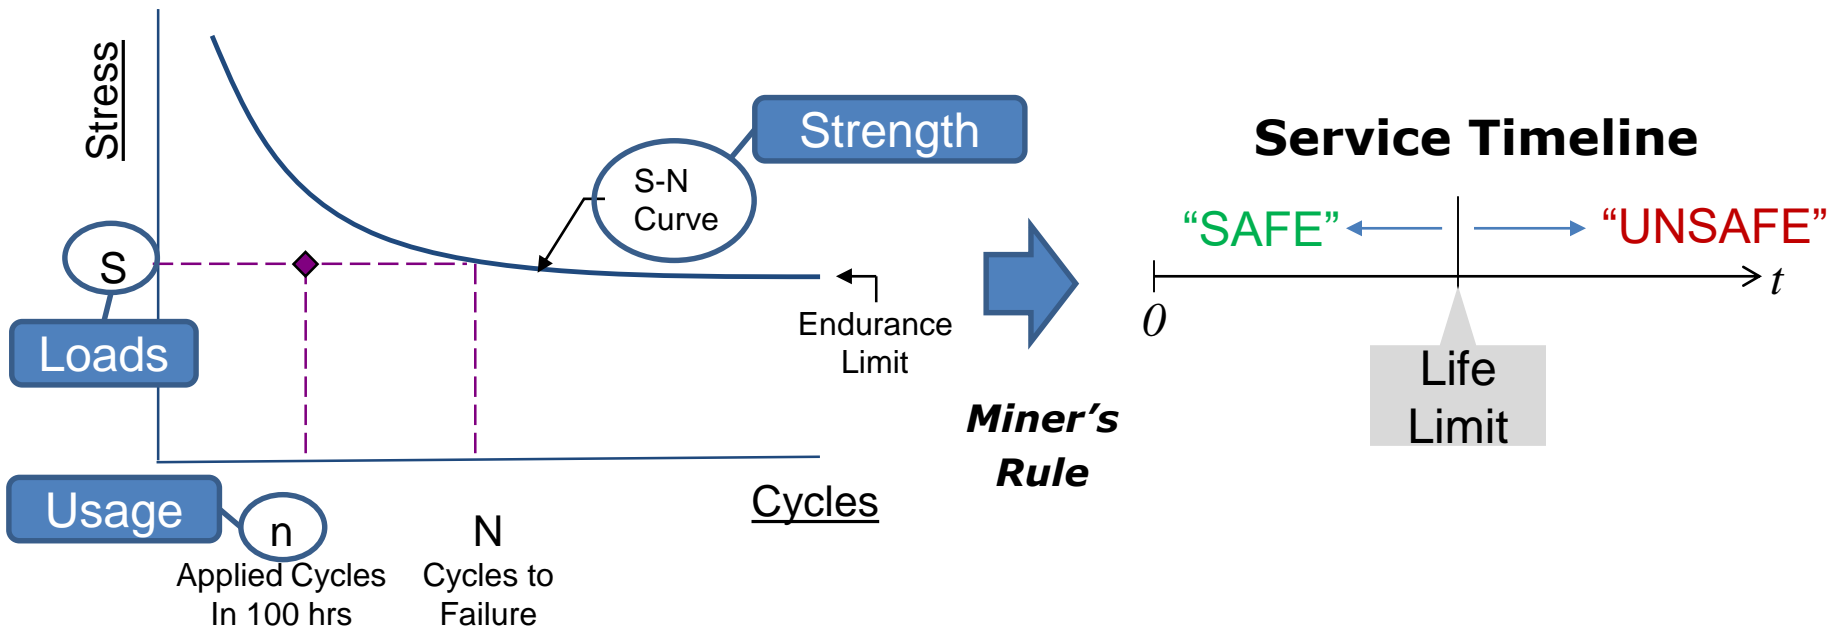 Stress
Strength
S-N
Curve
S
Loads
Endurance
Limit
Usage
n
Applied Cycles
In 100 hrs
N
Cycles to
Failure
Cycles
Miner’s
Rule
Service Timeline
“SAFE”
“UNSAFE”
0
t
Life
Limit